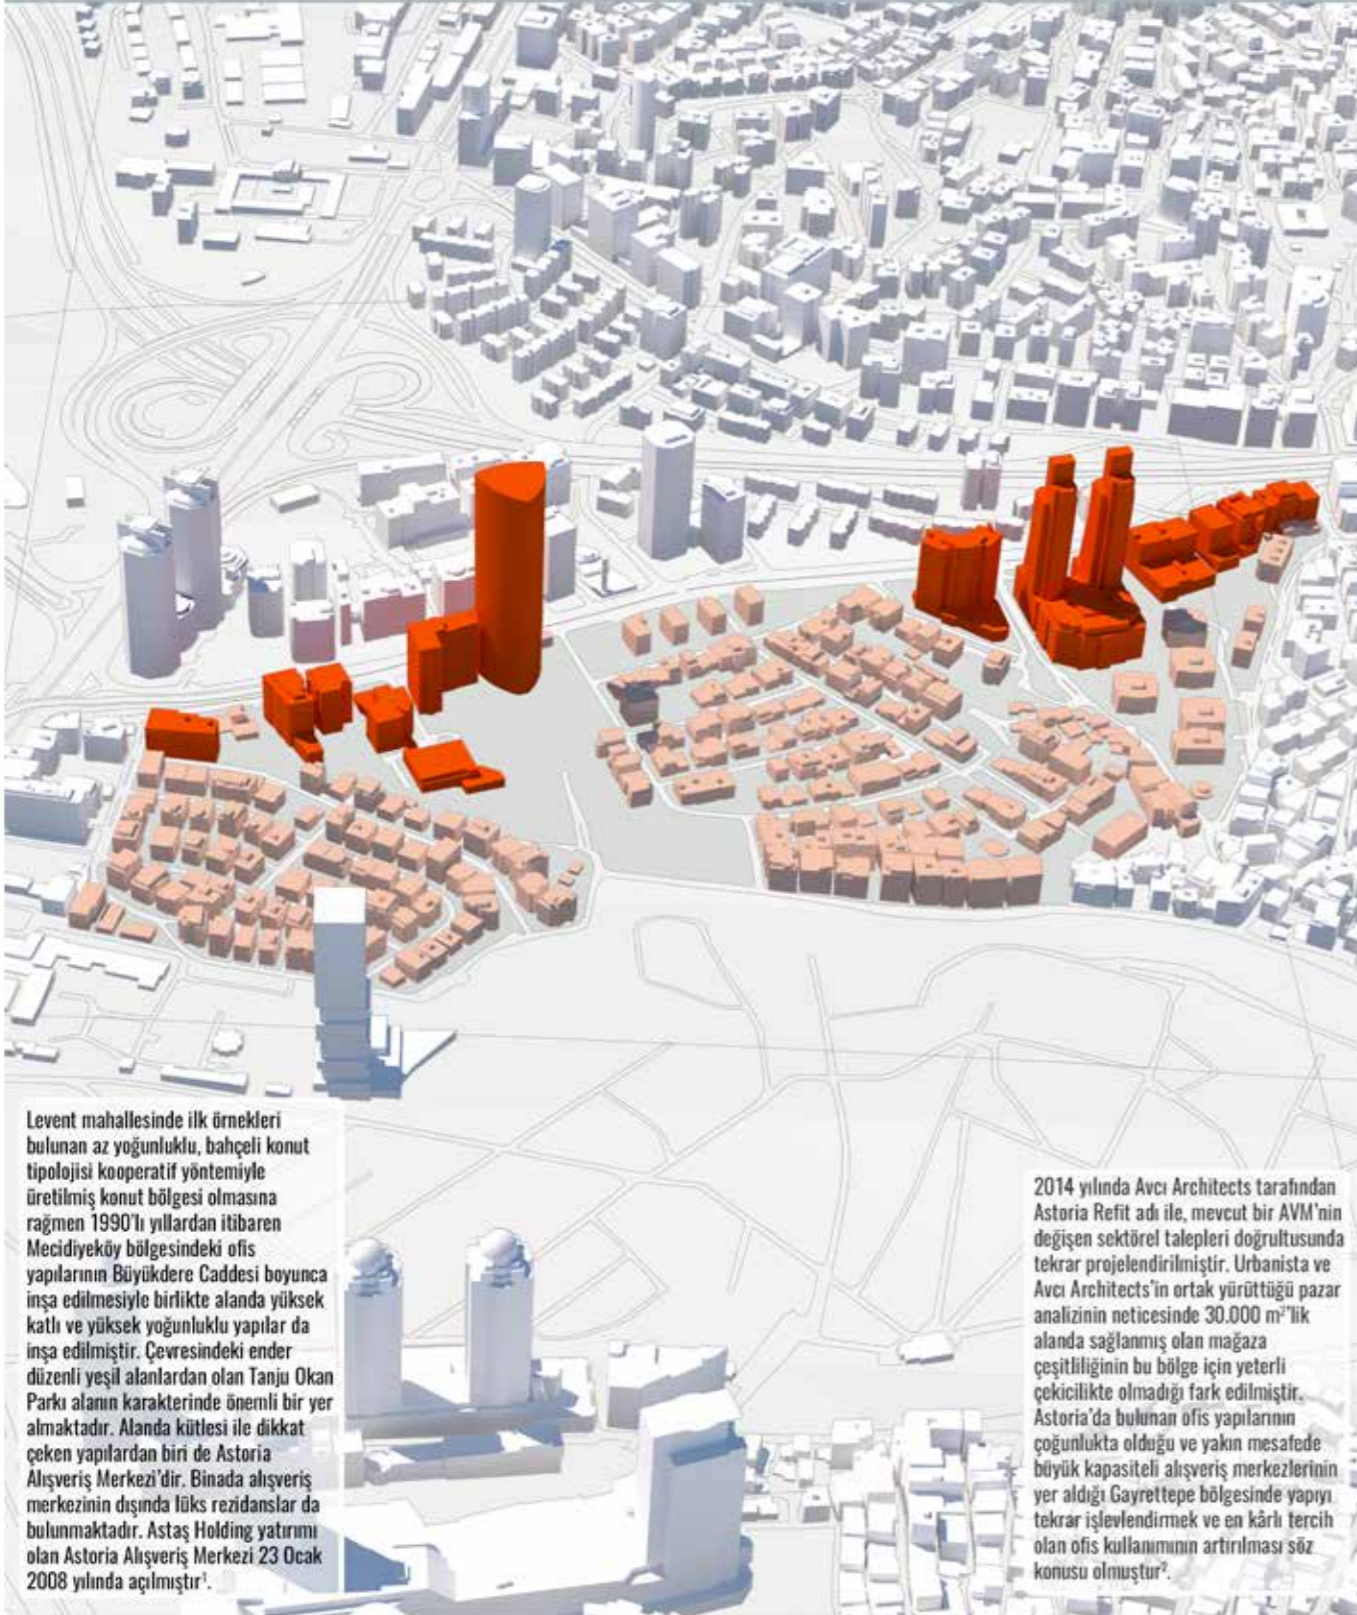 Levent mahallesinde ilk örnekleri
bulunan az yoğunluklu, bahçeli konut
tipolojisi kooperatif yöntemiyle
üretilmiş konut bölgesi olmasına
rağmen 1990'lı yıllardan itibaren
Mecidiyeköy bölgesindeki ofis
yapılarının Büyükdere Caddesi boyunca
inşa edilmesiyle birlikte alanda yüksek
katlı ve yüksek yoğunluklu yapılar da
inşa edilmiştir. Çevresindeki ender
düzenli yeşil alanlardan olan Tanju Okan
Parkı alanın karakterinde önemli bir yer
almaktadır. Alanda kütlesi ile dikkat
çeken yapılardan biri de Astoria
Alışveriş Merkezi'dir. Binada alışveriş
merkezinin dışında lüks rezidanslar da
bulunmaktadır. Astaş Holding yatırımı
olan Astoria Alışveriş Merkezi 23 Ocak
2008 yılında açılmıştır¹.
2014 yılında Avcı Architects tarafından
Astoria Refit adı ile, mevcut bir AVM'nin
değişen sektörel talepleri doğrultusunda
tekrar projelendirilmiştir. Urbanista ve
Avcı Architects'in ortak yürüttüğü pazar
analizinin neticesinde 30.000 m²'lik
alanda sağlanmış olan mağaza
çeşitliliğinin bu bölge için yeterli
çekicilikte olmadığı fark edilmiştir.
Astoria'da bulunan ofis yapılarının
çoğunlukta olduğu ve yakın mesafede
büyük kapasiteli alışveriş merkezlerinin
yer aldığı Gayrettepe bölgesinde yapıyı
tekrar işlevlendirmek ve en kârlı tercih
olan ofis kullanımının artırılması söz
konusu olmuştur².